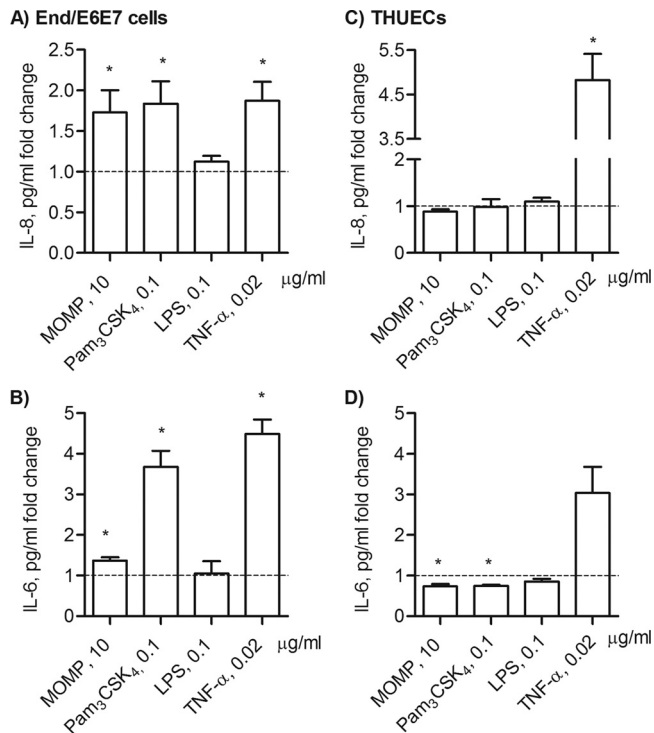 A) End/E6E7 cells
IL-8, pg/ml fold change
2.5
2.0
1.5
1.0
0.5
0.0
* * *
MOMP, 10
Pam₃CSK₄, 0.1
LPS, 0.1
TNF-α, 0.02
μg/ml
C) THUECs
IL-8, pg/ml fold change
8.5
4.5
3.5
2
1
0
*
MOMP, 10
Pam₃CSK₄, 0.1
LPS, 0.1
TNF-α, 0.02
μg/ml
B)
IL-6, pg/ml fold change
5
4
3
2
1
0
* * *
MOMP, 10
Pam₃CSK₄, 0.1
LPS, 0.1
TNF-α, 0.02
μg/ml
D)
IL-6, pg/ml fold change
5
4
3
2
1
0
* *
MOMP, 10
Pam₃CSK₄, 0.1
LPS, 0.1
TNF-α, 0.02
μg/ml